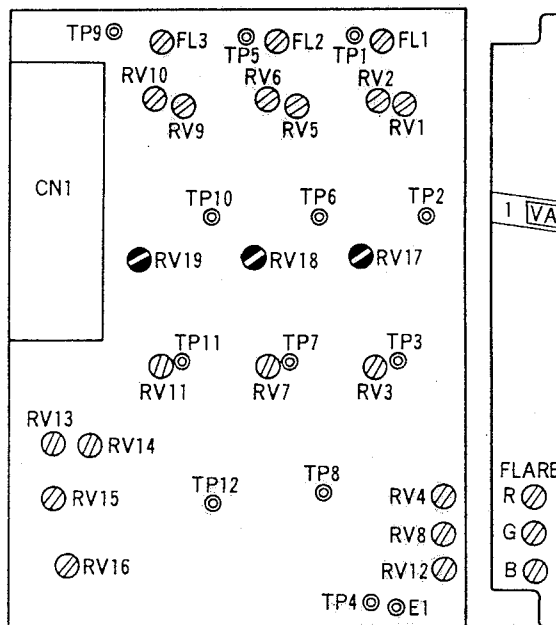 TP9 FL3 TP5 FL2 TP1 FL1
RV10 RV6 RV2
RV9 RV5 RV1
CN1
TP10 TP6 TP2
1 VA
RV19 RV18 RV17
TP11 TP7 TP3
RV11 RV7 RV3
RV13
RV14
FLARE
RV15 TP12 TP8 RV4 R
RV8 G
RV16 RV12 B
TP4 E1